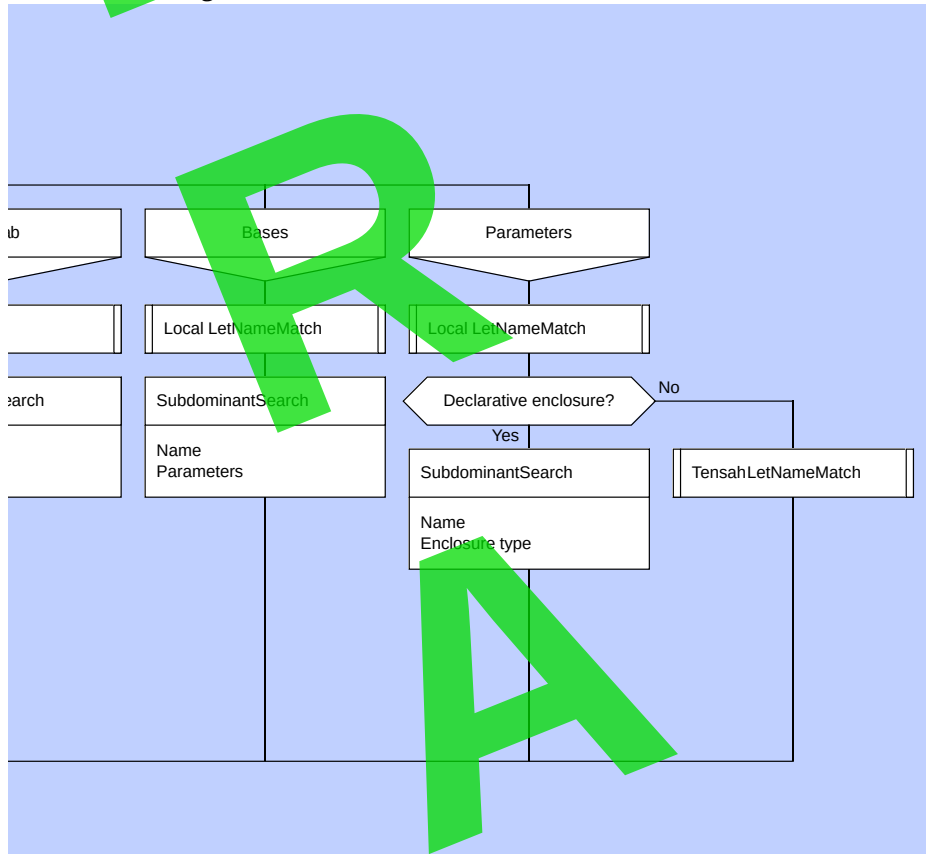 Bases
Parameters
Local LetNameMatch
Local LetNameMatch
SubdominantSearch
Declarative enclosure?
No
Yes
Name
Parameters
SubdominantSearch
TensahLetNameMatch
Name
Enclosure type
R
A